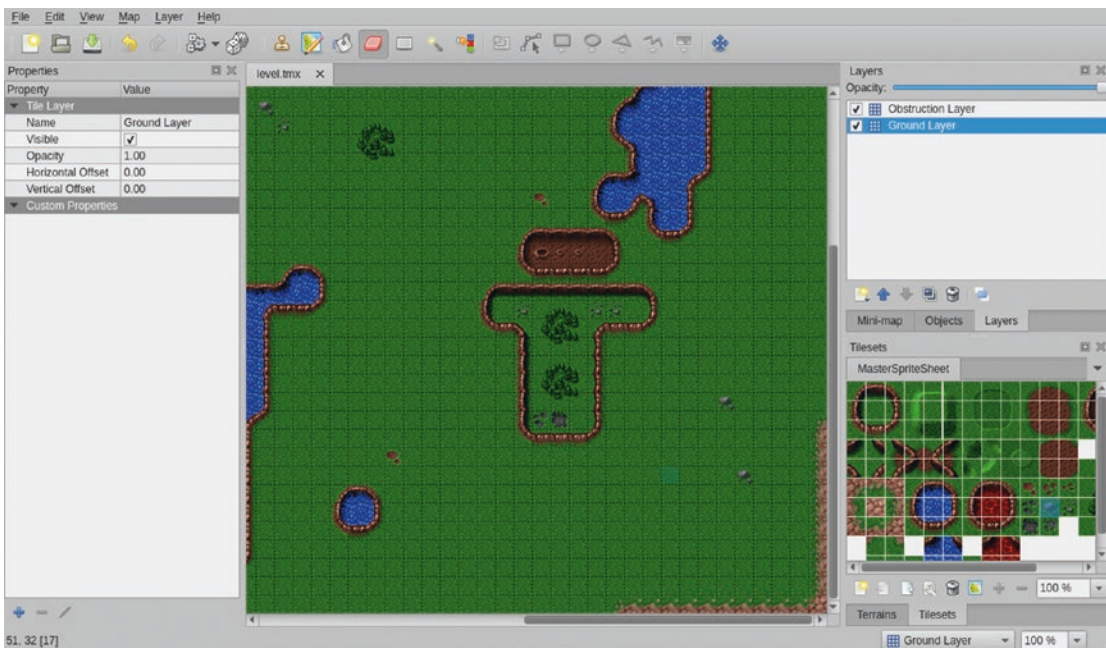 File Edit View Map Layer Help
Properties
Property Value
Tile Layer
Name Ground Layer
Visible
Opacity 1.00
Horizontal Offset 0.00
Vertical Offset 0.00
Custom Properties
51, 32 [17]
level.tmx X
Layers
Opacity:
Obstruction Layer
Ground Layer
Mini-map Objects Layers
Tilesets
MasterSpriteSheet
100 %
Terrains Tilesets
Ground Layer 100 %